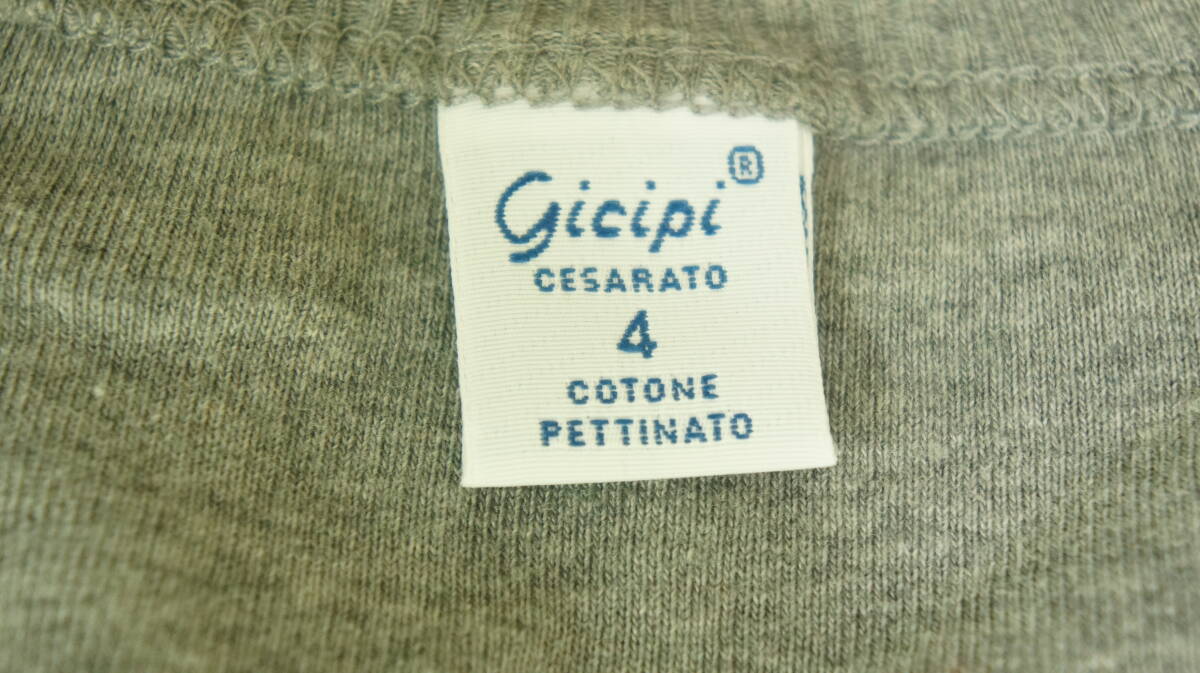 Gicipi®
CESARATO
4
COTONE
PETTINATO